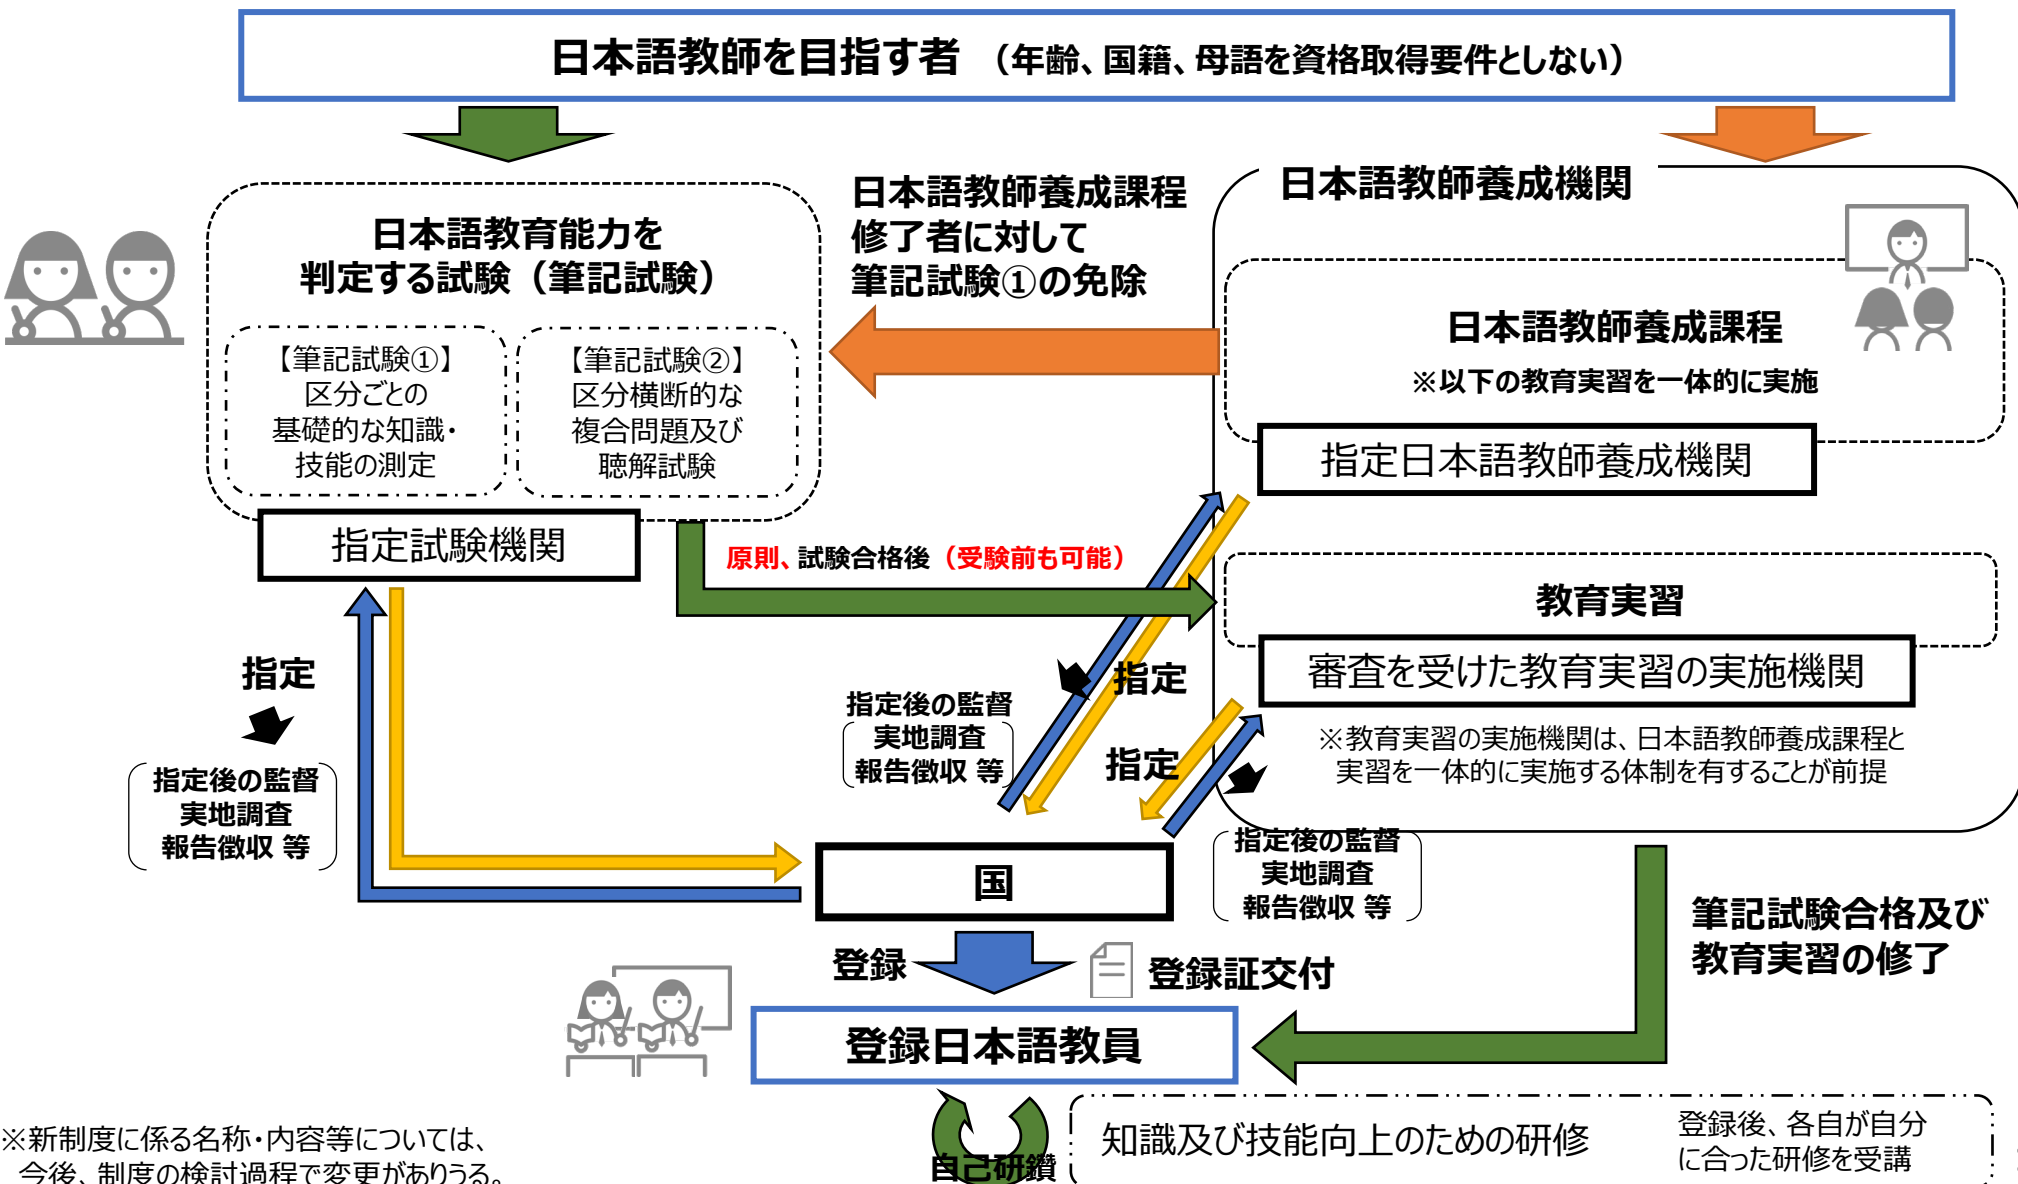 日本語教師を目指す者 （年齢、国籍、母語を資格取得要件としない）
日本語教育能力を
判定する試験（筆記試験）
【筆記試験①】
区分ごとの
基礎的な知識・
技能の測定
【筆記試験②】
区分横断的な
複合問題及び
聴解試験
指定試験機関
日本語教師養成課程
修了者に対して
筆記試験①の免除
日本語教師養成機関
日本語教師養成課程
※以下の教育実習を一体的に実施
指定日本語教師養成機関
原則、試験合格後（受験前も可能）
教育実習
審査を受けた教育実習の実施機関
※教育実習の実施機関は、日本語教師養成課程と
実習を一体的に実施する体制を有することが前提
指定
指定後の監督
実地調査
報告徴収 等
指定
指定後の監督
実地調査
報告徴収 等
指定
指定後の監督
実地調査
報告徴収 等
国
登録
登録証交付
筆記試験合格及び
教育実習の修了
登録日本語教員
自己研鑽
知識及び技能向上のための研修
登録後、各自が自分
に合った研修を受講
※新制度に係る名称・内容等については、
今後、制度の検討過程で変更がありうる。